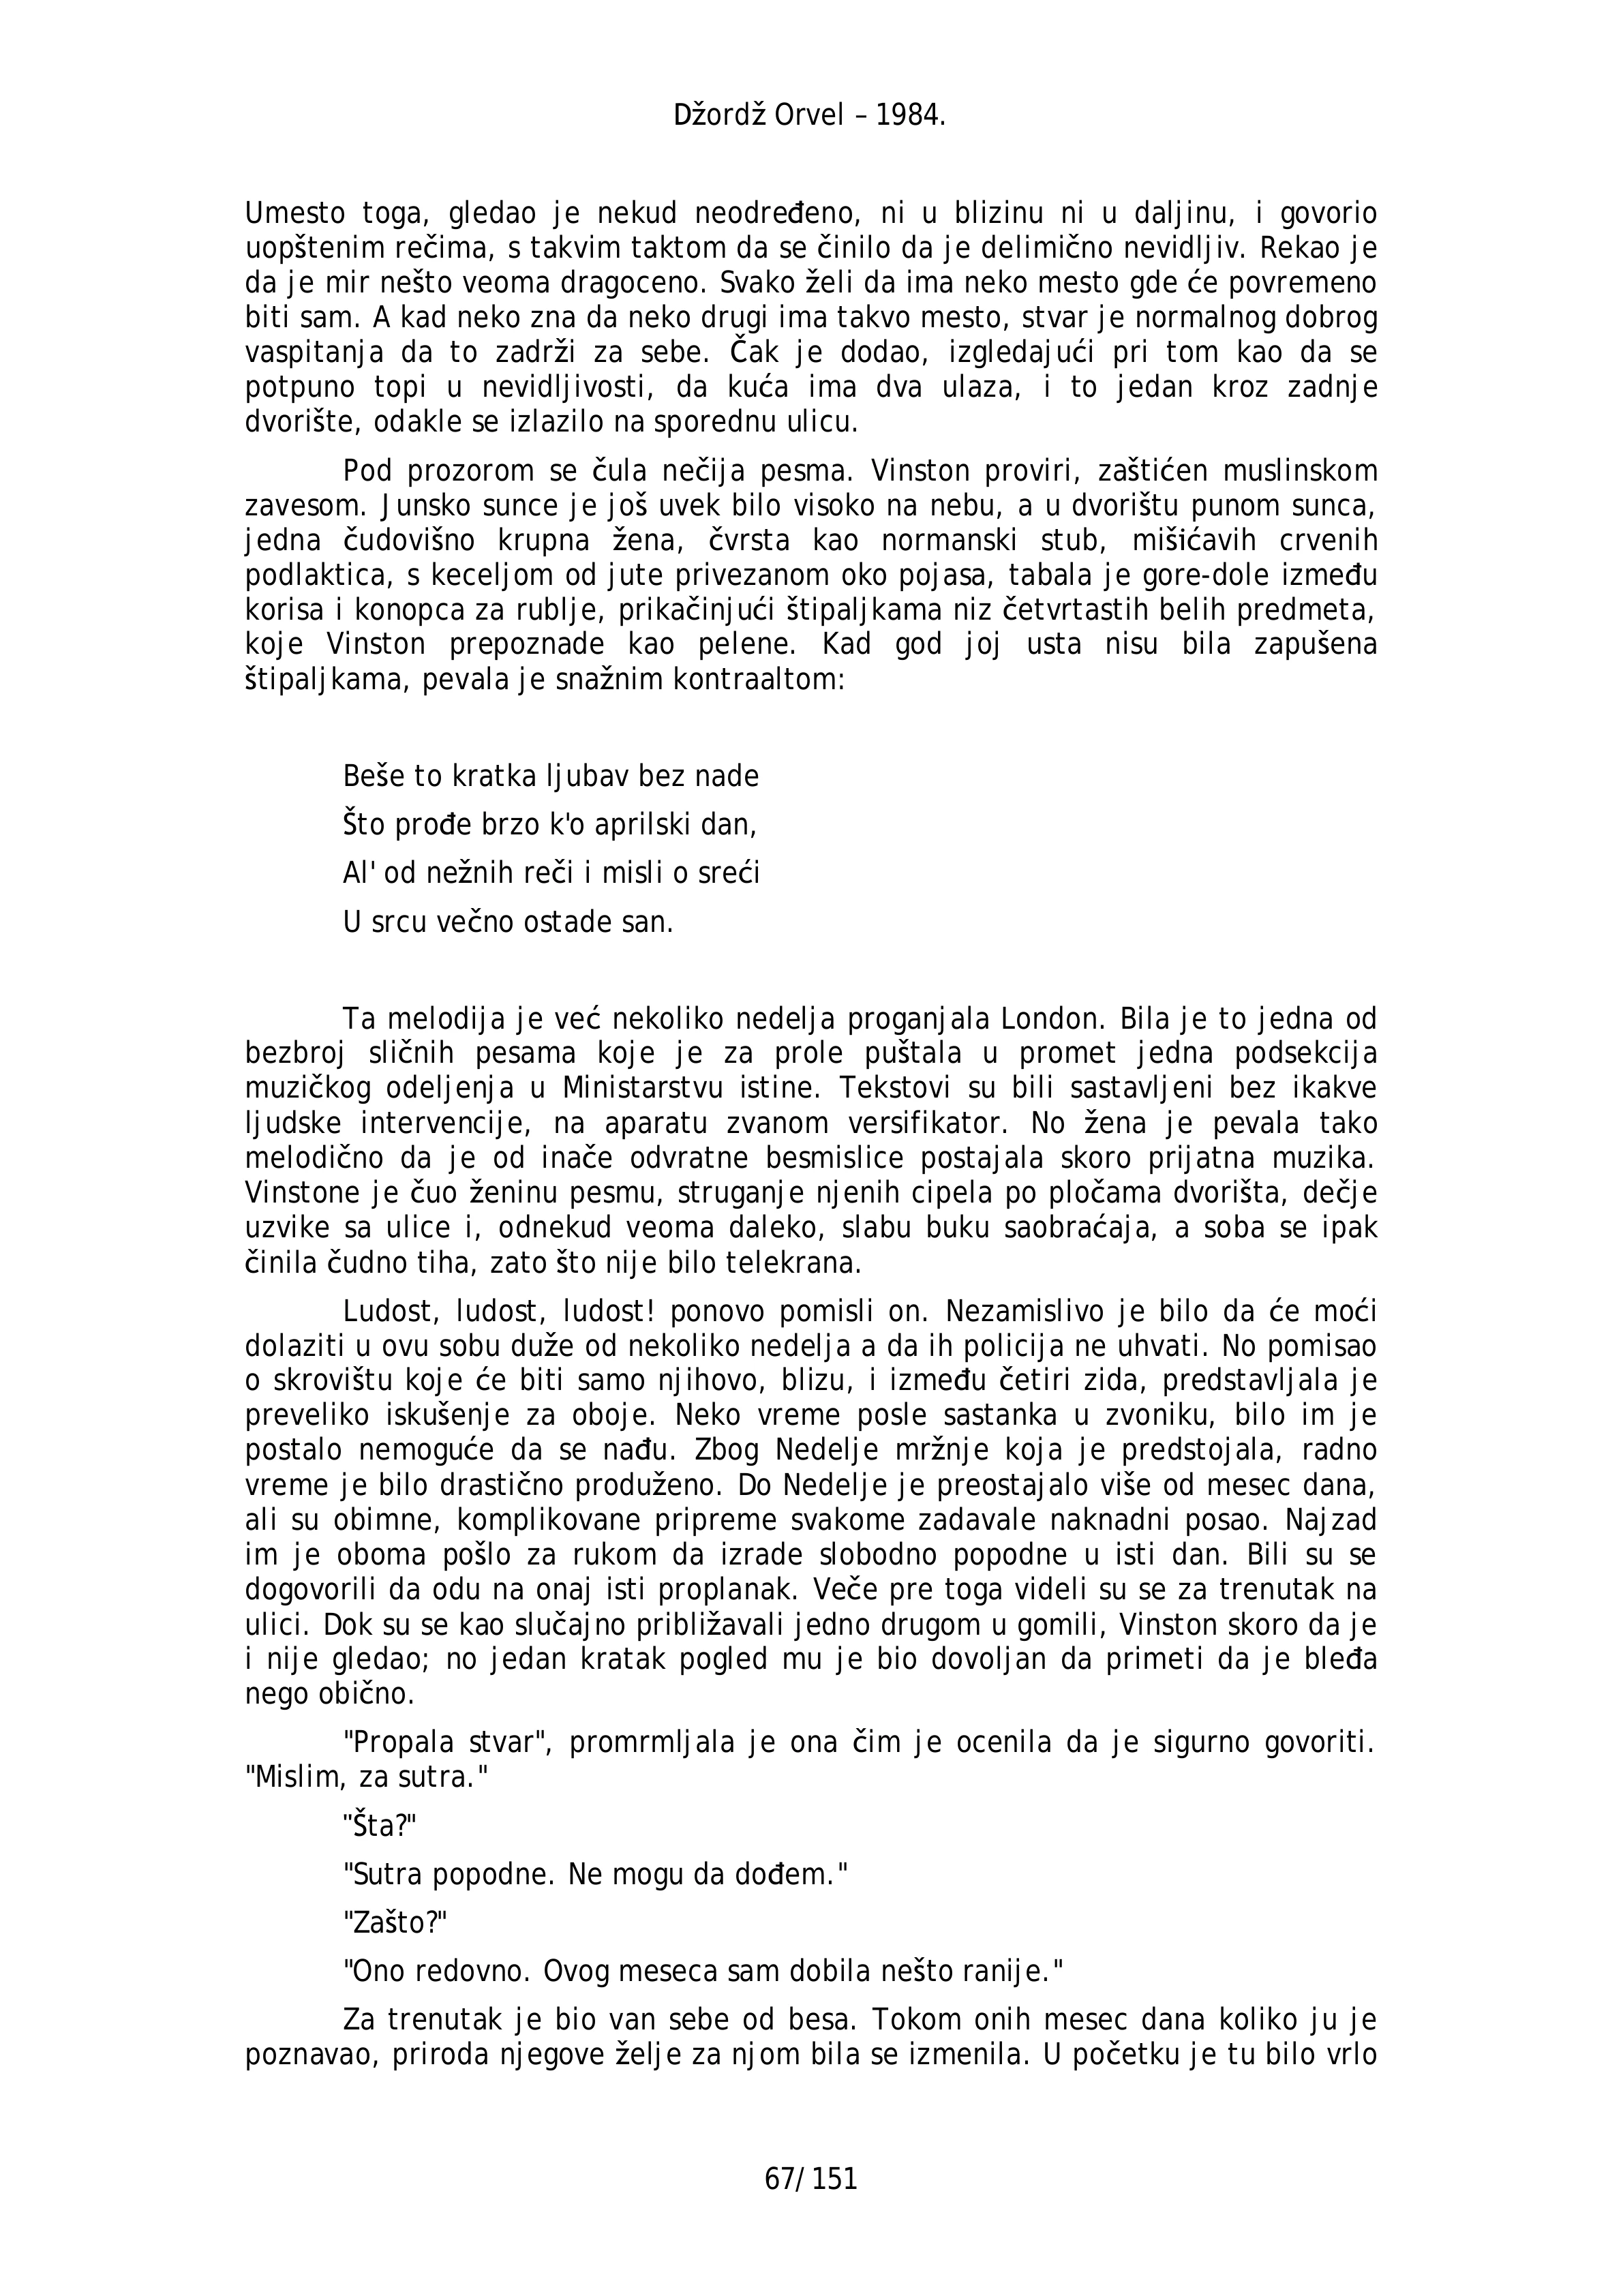 Džordž Orvel – 1984.
Umesto toga, gledao je nekud neodređeno, ni u blizinu ni u daljinu, i govorio
uopštenim rečima, s takvim taktom da se činilo da je delimično nevidljiv. Rekao je
da je mir nešto veoma dragoceno. Svako želi da ima neko mesto gde će povremeno
biti sam. A kad neko zna da neko drugi ima takvo mesto, stvar je normalnog dobrog
vaspitanja da to zadrži za sebe. Čak je dodao, izgledajući pri tom kao da se
potpuno topi u nevidljivosti, da kuća ima dva ulaza, i to jedan kroz zadnje
dvorište, odakle se izlazilo na sporednu ulicu.
Pod prozorom se čula nečija pesma. Vinston proviri, zaštićen muslinskom
zavesom. Junsko sunce je još uvek bilo visoko na nebu, a u dvorištu punom sunca,
jedna čudovišno krupna žena, čvrsta kao normanski stub, mišićavih crvenih
podlaktica, s keceljom od jute privezanom oko pojasa, tabala je gore-dole između
korisa i konopca za rublje, prikačinjući štipaljkama niz četvrtastih belih predmeta,
koje Vinston prepoznade kao pelene. Kad god joj usta nisu bila zapušena
štipaljkama, pevala je snažnim kontraaltom:
Beše to kratka ljubav bez nade
Što prođe brzo k'o aprilski dan,
Al' od nežnih reči i misli o sreći
U srcu večno ostade san.
Ta melodija je već nekoliko nedelja proganjala London. Bila je to jedna od
bezbroj sličnih pesama koje je za prole puštala u promet jedna podsekcija
muzičkog odeljenja u Ministarstvu istine. Tekstovi su bili sastavljeni bez ikakve
ljudske intervencije, na aparatu zvanom versifikator. No žena je pevala tako
melodično da je od inače odvratne besmislice postajala skoro prijatna muzika.
Vinstone je čuo ženinu pesmu, struganje njenih cipela po pločama dvorišta, dečje
uzvike sa ulice i, odnekud veoma daleko, slabu buku saobraćaja, a soba se ipak
činila čudno tiha, zato što nije bilo telekrana.
Ludost, ludost, ludost! ponovo pomisli on. Nezamislivo je bilo da će moći
dolaziti u ovu sobu duže od nekoliko nedelja a da ih policija ne uhvati. No pomisao
o skrovištu koje će biti samo njihovo, blizu, i između četiri zida, predstavljala je
preveliko iskušenje za oboje. Neko vreme posle sastanka u zvoniku, bilo im je
postalo nemoguće da se nađu. Zbog Nedelje mržnje koja je predstojala, radno
vreme je bilo drastično produženo. Do Nedelje je preostajalo više od mesec dana,
ali su obimne, komplikovane pripreme svakome zadavale naknadni posao. Najzad
im je oboma pošlo za rukom da izrade slobodno popodne u isti dan. Bili su se
dogovorili da odu na onaj isti proplanak. Veče pre toga videli su se za trenutak na
ulici. Dok su se kao slučajno približavali jedno drugom u gomili, Vinston skoro da je
i nije gledao; no jedan kratak pogled mu je bio dovoljan da primeti da je bleđa
nego obično.
"Propala stvar", promrmljala je ona čim je ocenila da je sigurno govoriti.
"Mislim, za sutra."
"Šta?"
"Sutra popodne. Ne mogu da dođem."
"Zašto?"
"Ono redovno. Ovog meseca sam dobila nešto ranije."
Za trenutak je bio van sebe od besa. Tokom onih mesec dana koliko ju je
poznavao, priroda njegove želje za njom bila se izmenila. U početku je tu bilo vrlo
67/151